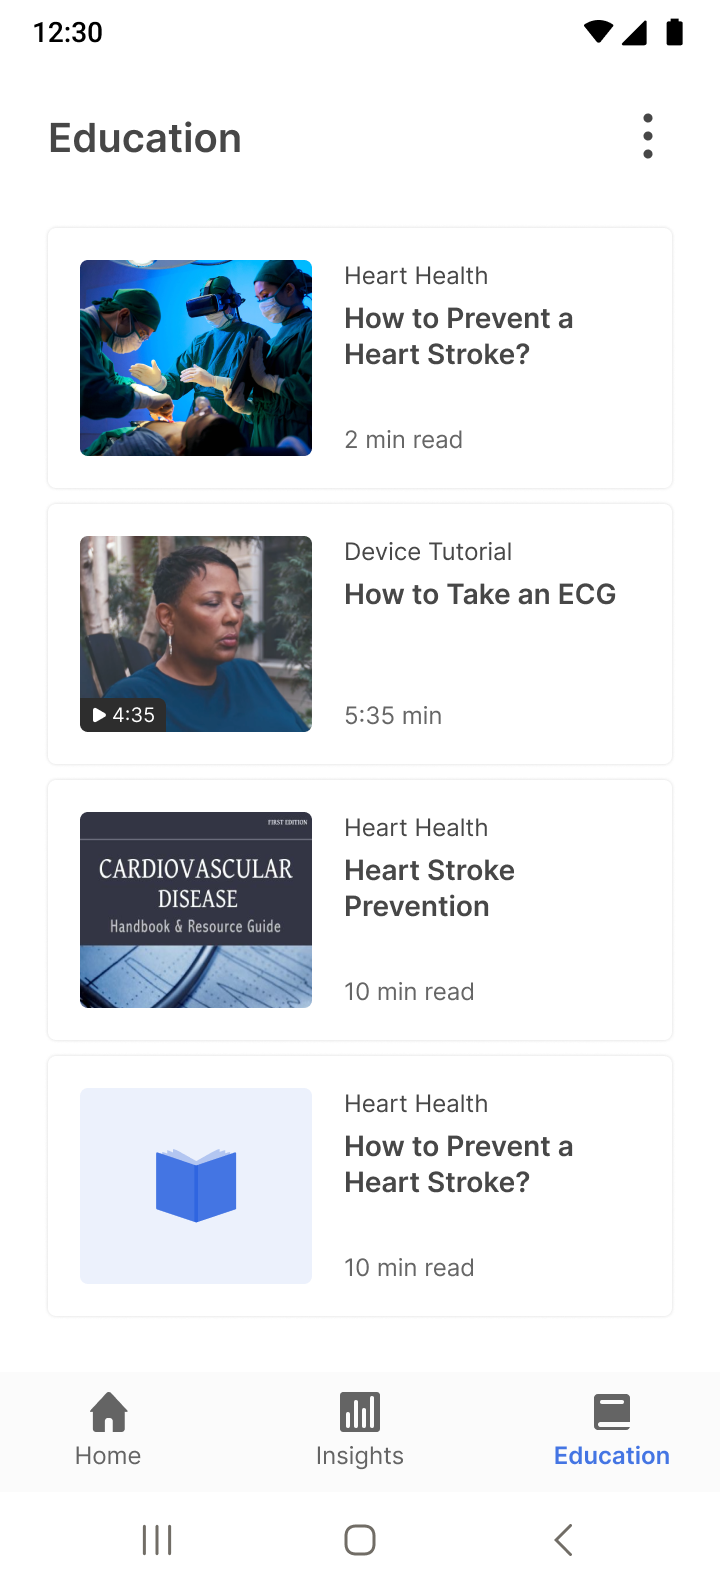 12:30
Education
Heart Health
How to Prevent a
Heart Stroke?
2 min read
Device Tutorial
How to Take an ECG
4:35
5:35 min
FIRST EDITION
CARDIOVASCULAR
DISEASE
Handbook & Resource Guide
Heart Health
Heart Stroke
Prevention
10 min read
Heart Health
How to Prevent a
Heart Stroke?
10 min read
Home
Insights
Education